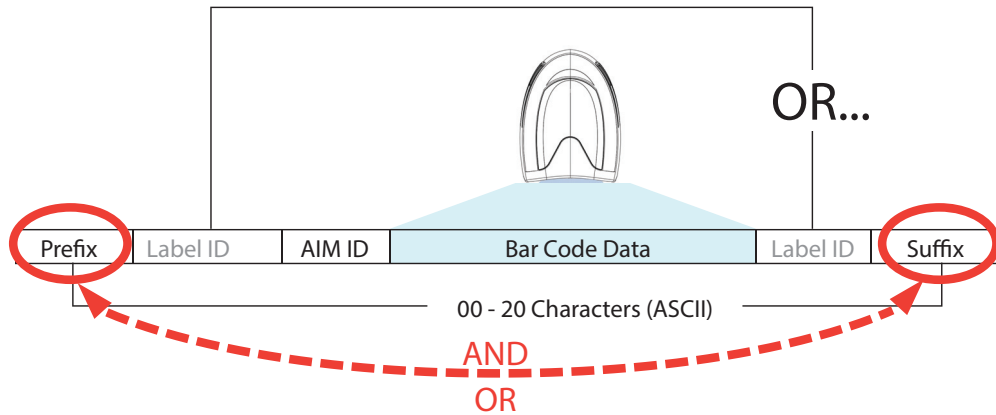 OR...
Prefix Label ID AIM ID Bar Code Data Label ID Suffix
00 - 20 Characters (ASCII)
AND
OR